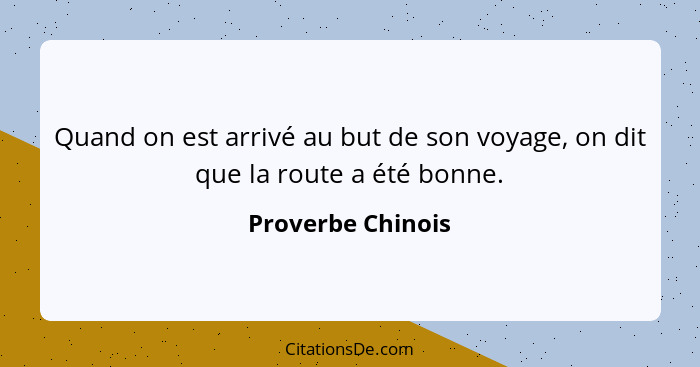 Quand on est arrivé au but de son voyage, on dit
que la route a été bonne.
Proverbe Chinois
CitationsDe.com